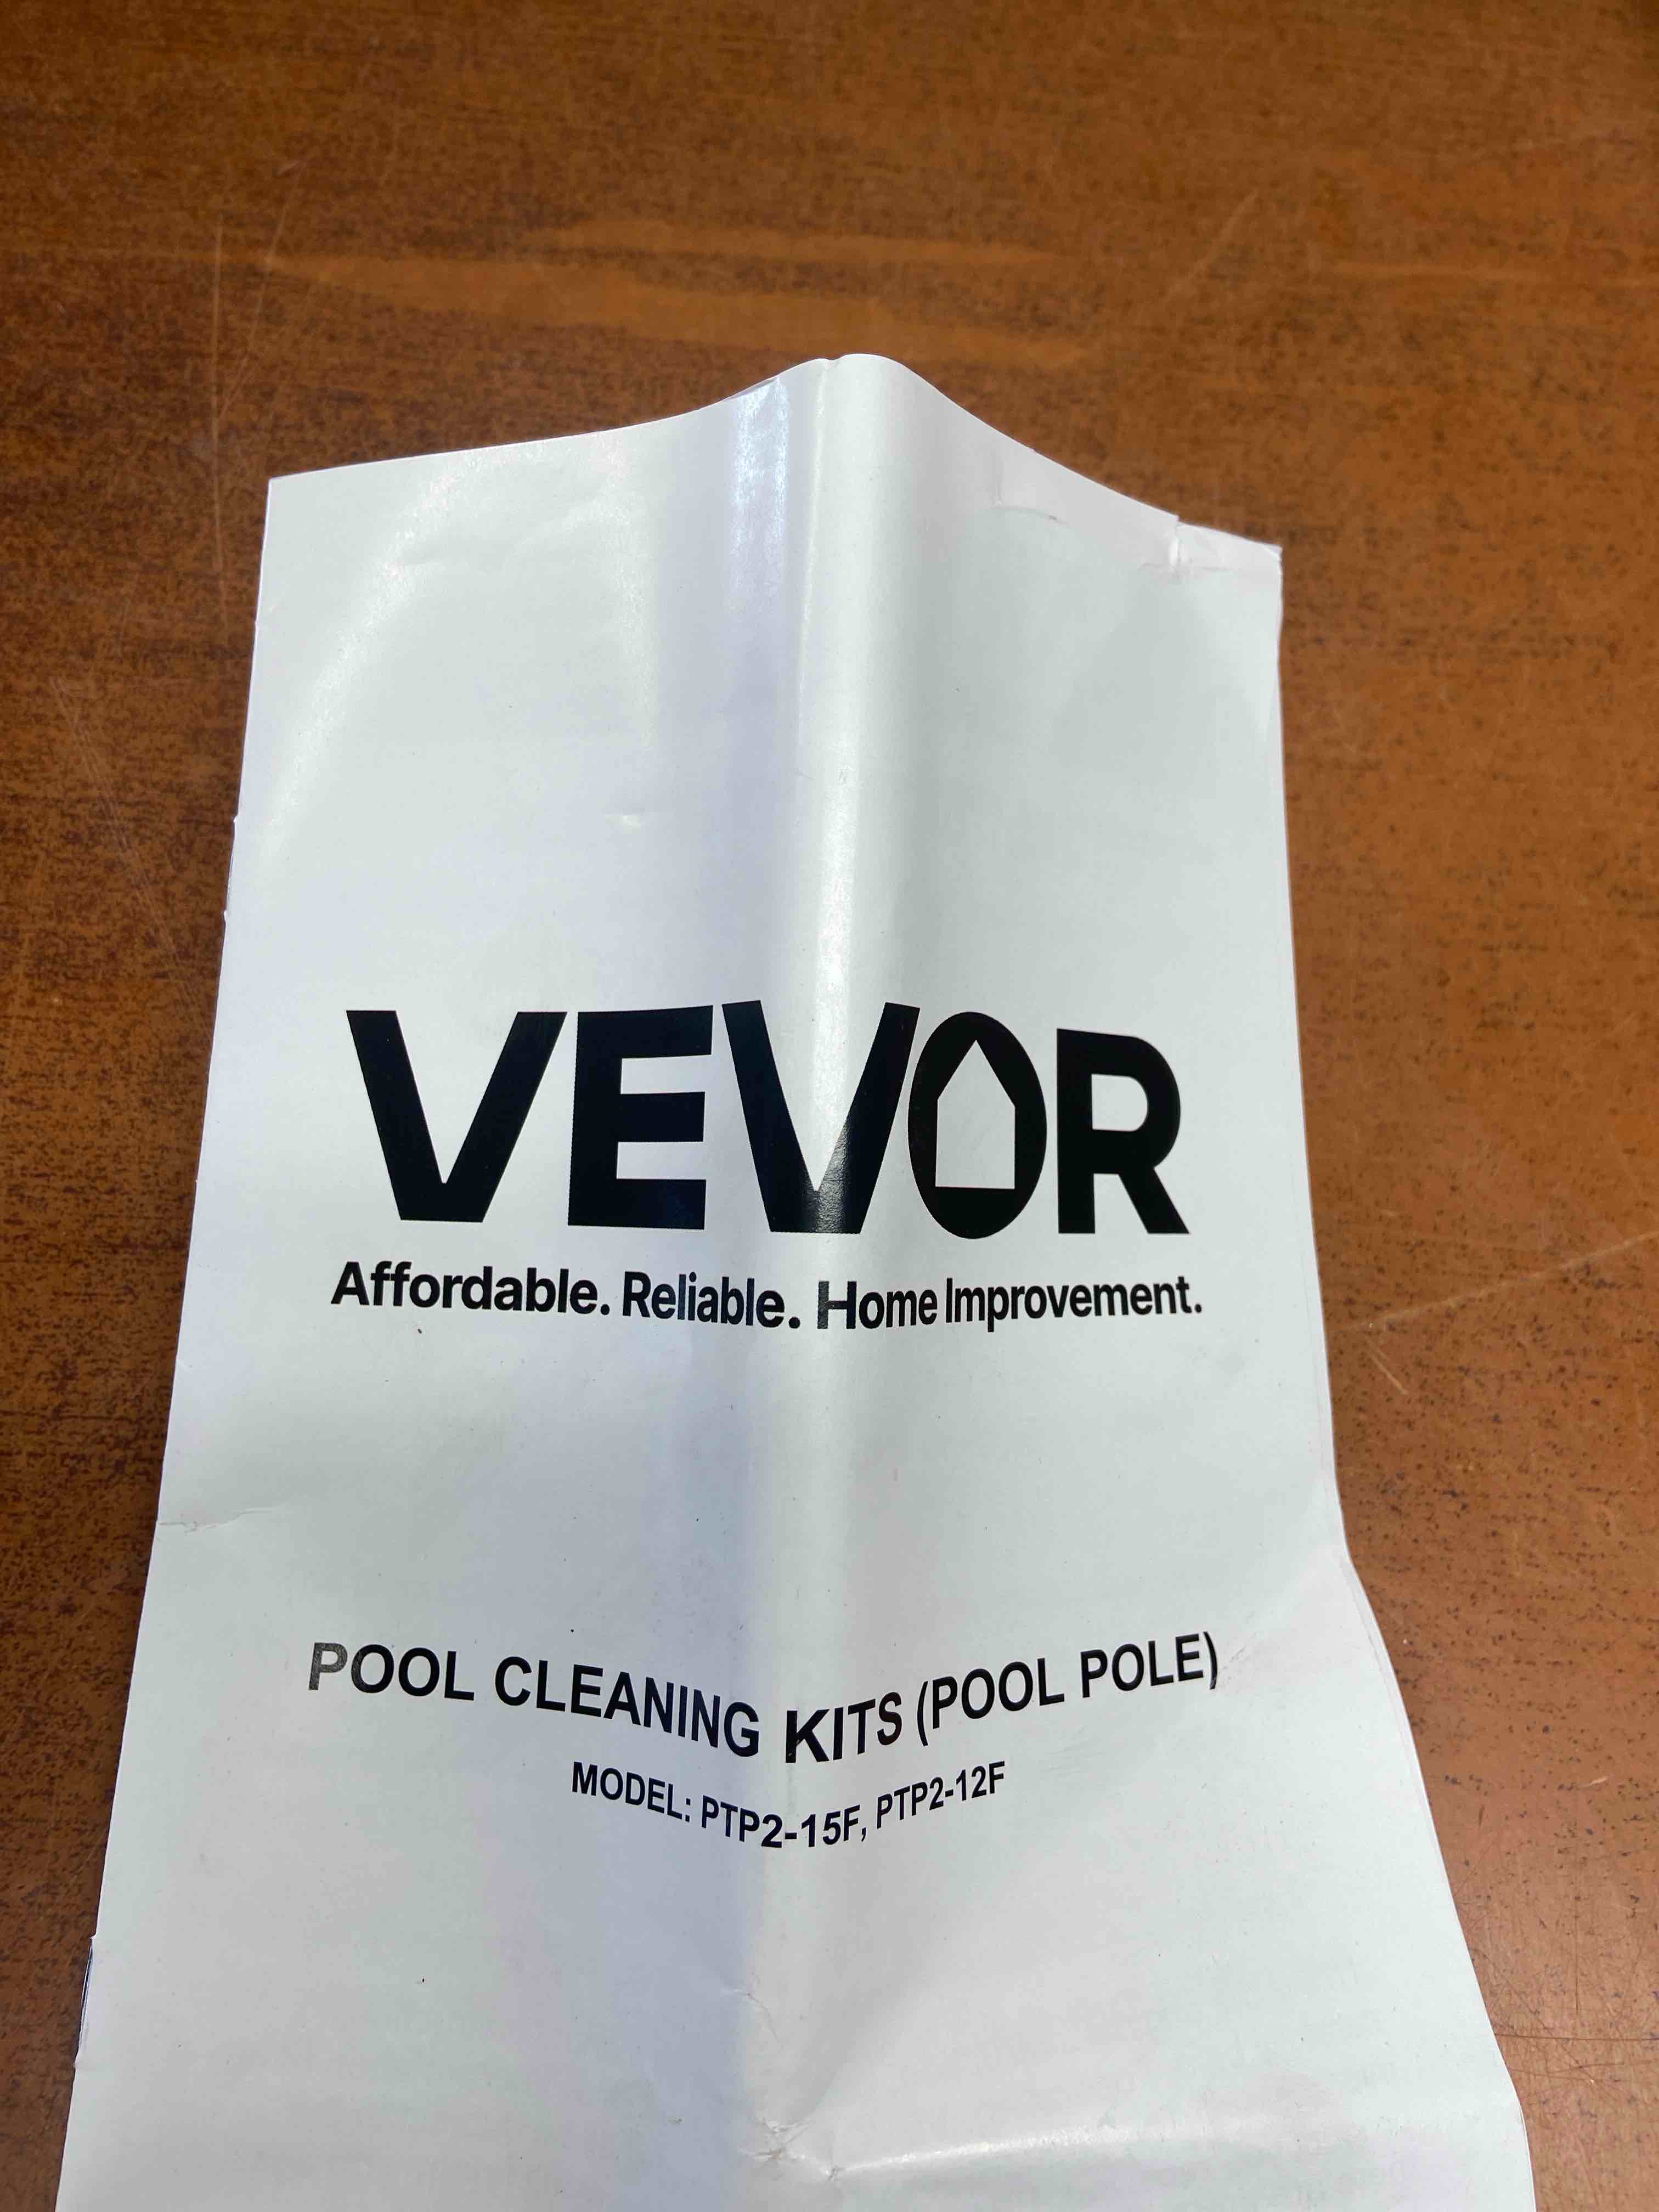 VEVOR
Affordable. Reliable. Home Improvement.
POOL CLEANING KITS (POOL POLE)
MODEL: PTP2-15F, PTP2-12F